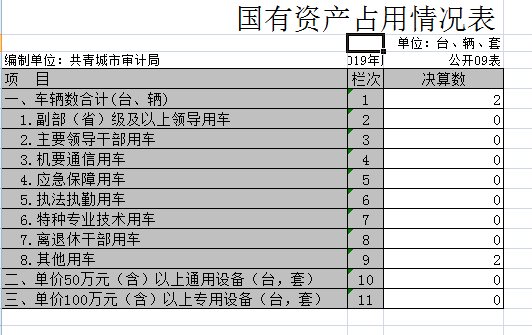 国有资产占用情况表
单位：台、辆、套
编制单位：共青城市审计局 019年 公开09表
项 目 栏次 决算数
一、车辆数合计(台、辆) 1 2
1.副部（省）级及以上领导用车 2 0
2.主要领导干部用车 3 0
3.机要通信用车 4 0
4.应急保障用车 5 0
5.执法执勤用车 6 0
6.特种专业技术用车 7 0
7.离退休干部用车 8 0
8.其他用车 9 2
二、单价50万元（含）以上通用设备（台，套） 10 0
三、单价100万元（含）以上专用设备（台，套） 11 0